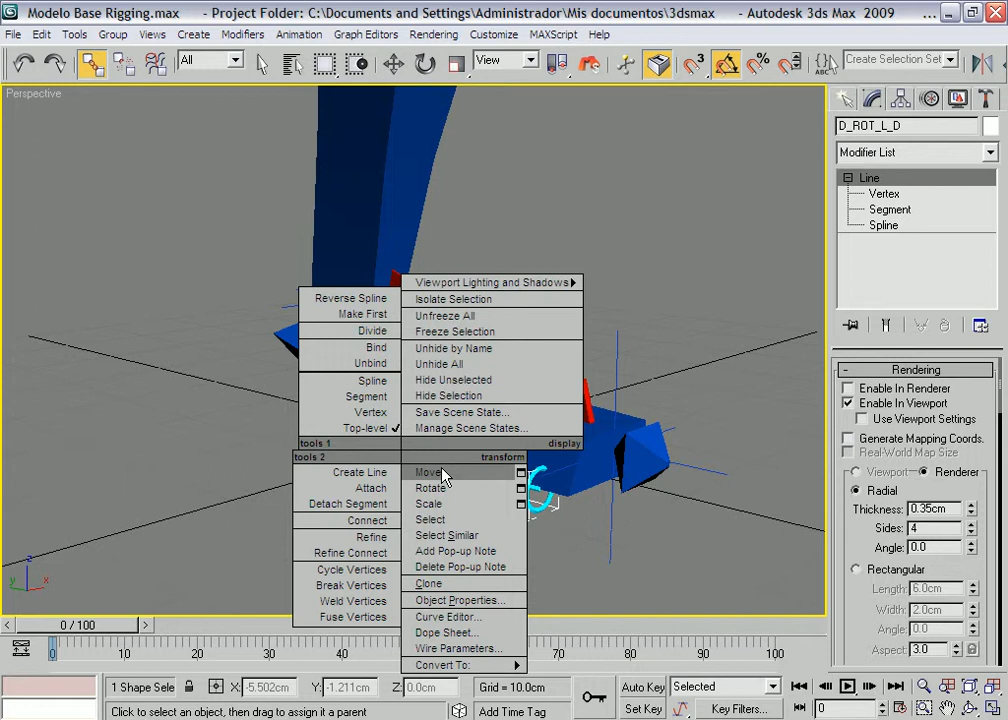 Modelo Base Rigging.max - Project Folder: C:\Documents and Settings\Administrador\Mis documentos\3dsmax - Autodesk 3ds Max 2009 ...
File Edit Tools Group Views Create Modifiers Animation Graph Editors Rendering Customize MAXScript Help
All View Create Selection Set
Perspective
D_ROT_L_D
Modifier List
Line
Vertex
Segment
Spline
Viewport Lighting and Shadows
Isolate Selection
Unfreeze All
Freeze Selection
Unhide by Name
Unhide All
Hide Unselected
Hide Selection
Save Scene State...
Manage Scene States...
display
Reverse Spline
Make First
Divide
Bind
Unbind
Spline
Segment
Vertex
Top-level
tools 1
tools 2
Create Line
Attach
Detach Segment
Connect
Refine
Refine Connect
Cycle Vertices
Break Vertices
Weld Vertices
Fuse Vertices
transform
Move
Rotate
Scale
Select
Select Similar
Add Pop-up Note
Delete Pop-up Note
Clone
Object Properties...
Curve Editor...
Dope Sheet...
Wire Parameters...
Convert To:
Rendering
Enable In Renderer
Enable In Viewport
Use Viewport Settings
Generate Mapping Coords.
Real-World Map Size
Viewport Renderer
Radial
Thickness: 0.35cm
Sides: 4
Angle: 0.0
Rectangular
Length: 6.0cm
Width: 2.0cm
Angle: 0.0
Aspect: 3.0
z
y x
< 0 / 100 >
0 10 20 30 40 70 80 90 100
1 Shape Sele X: -5.502cm Y: -1.211cm Z: 0.0cm Grid = 10.0cm Auto Key Selected
Click to select an object, then drag to assign it a parent Add Time Tag Set Key Key Filters... 0